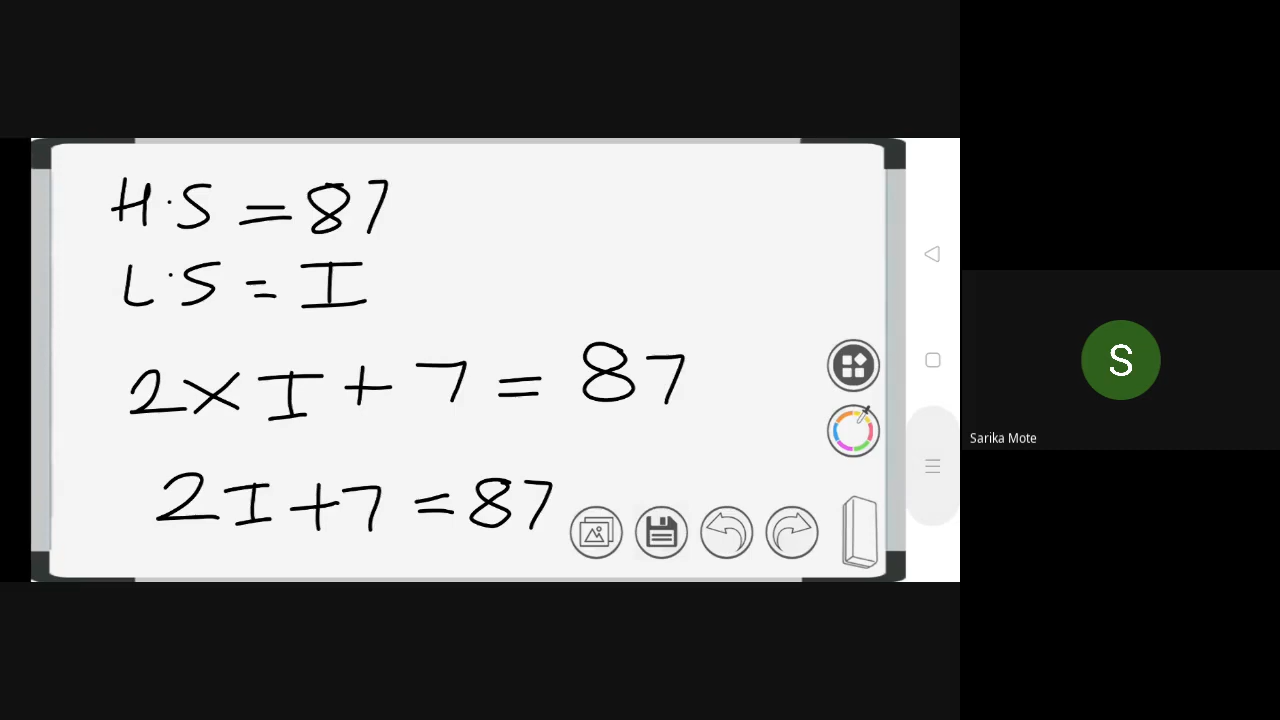 H.S = 87
L.S = I
2 × I + 7 = 87
2I + 7 = 87
S
Sarika Mote